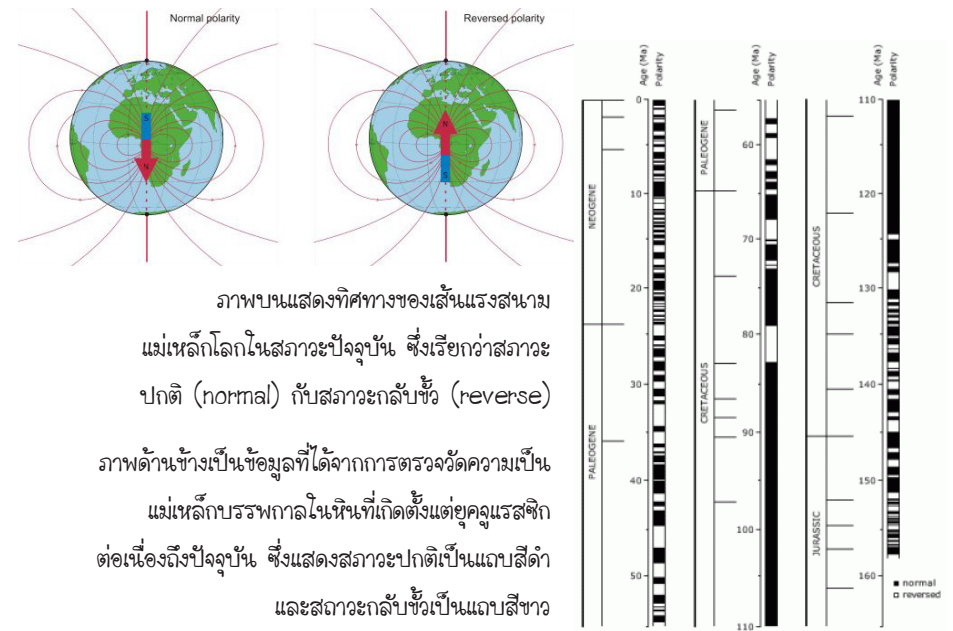 Normal polarity
S
N
Reversed polarity
N
S
ภาพบนแสดงทิศทางของเส้นแรงสนาม
แม่เหล็กโลกในสภาวะปัจจุบัน ซึ่งเรียกว่าสภาวะ
ปกติ (normal) กับสภาวะกลับขั้ว (reverse)
ภาพด้านข้างเป็นข้อมูลที่ได้จากการตรวจวัดความเป็น
แม่เหล็กบรรพกาลในหินที่เกิดตั้งแต่ยุคจูแรสซิก
ต่อเนื่องถึงปัจจุบัน ซึ่งแสดงสภาวะปกติเป็นแถบสีดำ
และสถาวะกลับขั้วเป็นแถบสีขาว
Age (Ma)
Polarity
0
10
20
30
40
50
NEOGENE
PALEOGENE
Age (Ma)
Polarity
60
70
80
90
100
110
PALEOGENE
CRETACEOUS
Age (Ma)
Polarity
110
120
130
140
150
160
CRETACEOUS
JURASSIC
normal
reversed